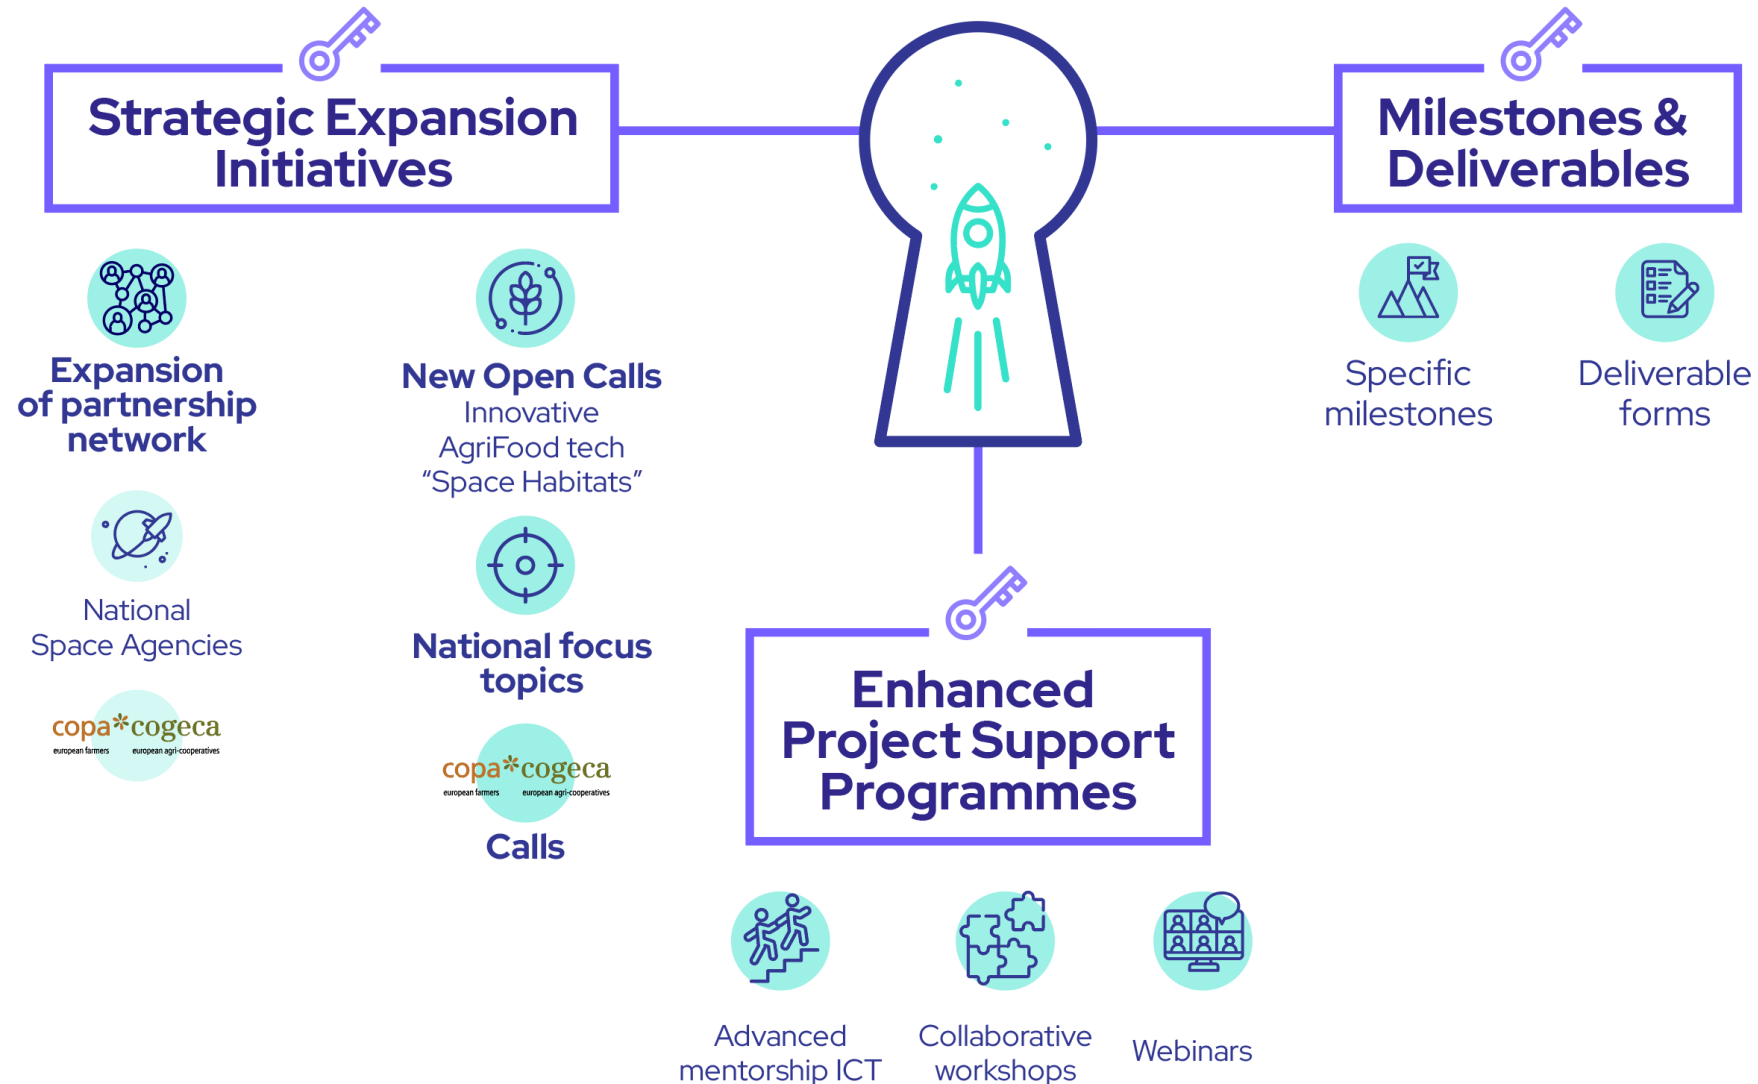 Strategic Expansion
Initiatives
Expansion
of partnership
network
National
Space Agencies
copa*cogeca
european farmers european agri-cooperatives
New Open Calls
Innovative
AgriFood tech
“Space Habitats”
National focus
topics
copa*cogeca
european farmers european agri-cooperatives
Calls
Milestones &
Deliverables
Specific
milestones
Deliverable
forms
Enhanced
Project Support
Programmes
Advanced
mentorship ICT
Collaborative
workshops
Webinars